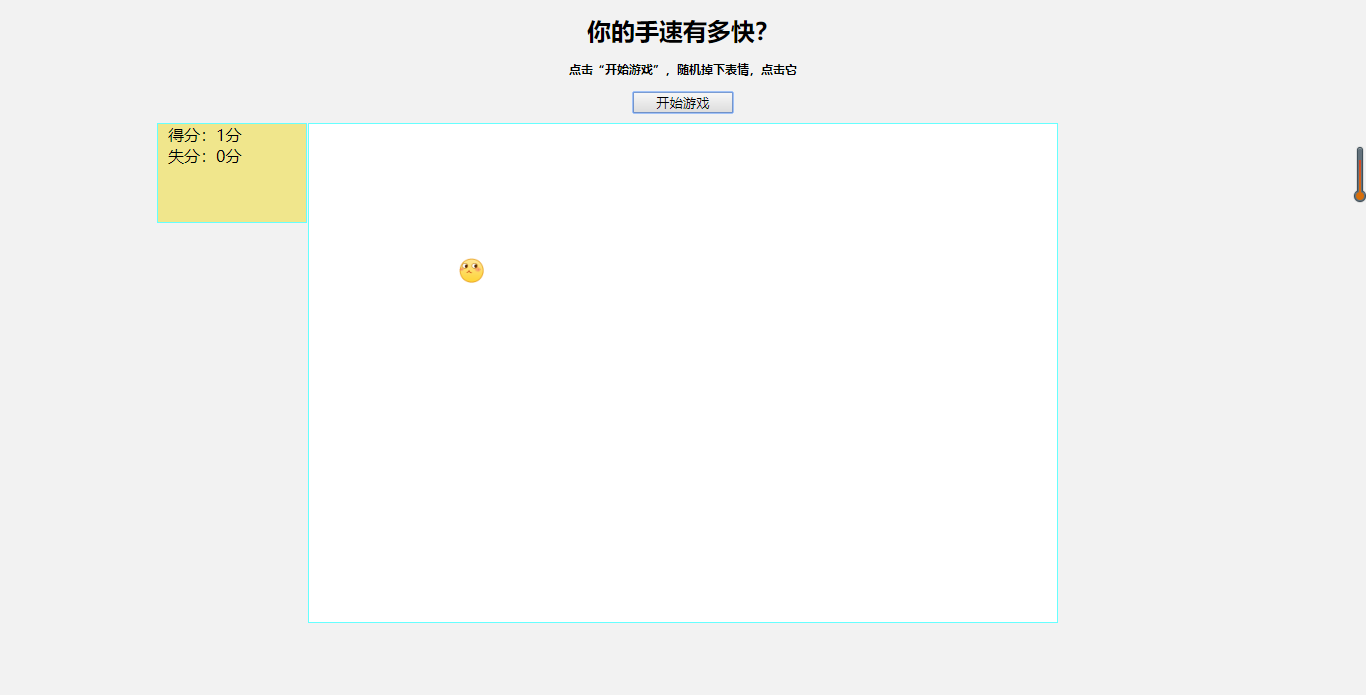 你的手速有多快?
点击“开始游戏”，随机掉下表情，点击它
开始游戏
得分：1分
失分：0分